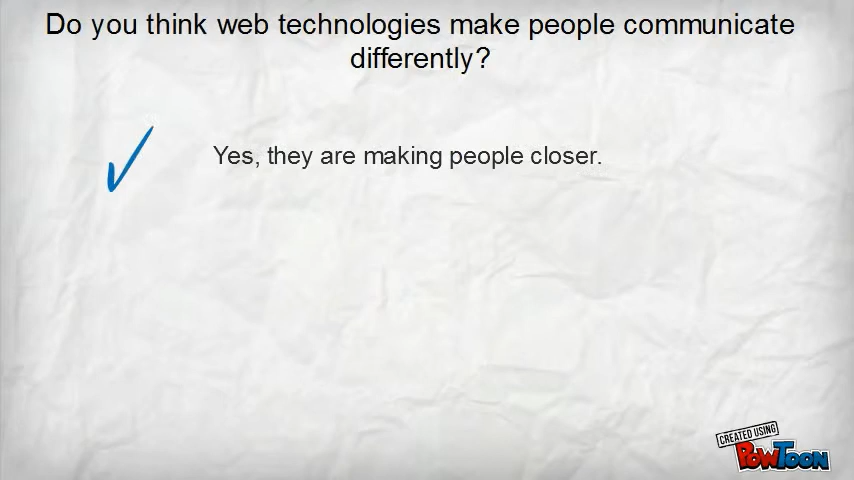 Do you think web technologies make people communicate
differently?
Yes, they are making people closer.
CREATED USING
POWTOON